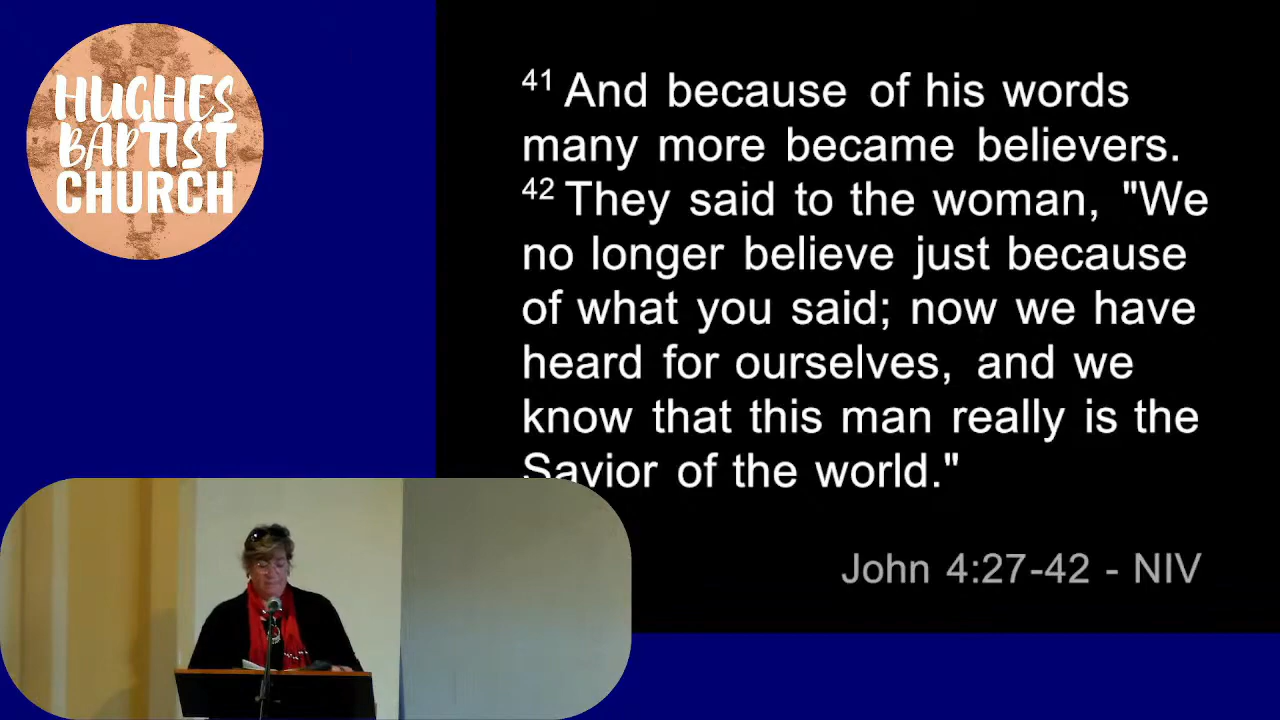 HUGHES
BAPTIST
CHURCH
41 And because of his words
many more became believers.
42 They said to the woman, "We
no longer believe just because
of what you said; now we have
heard for ourselves, and we
know that this man really is the
Savior of the world."
John 4:27-42 - NIV